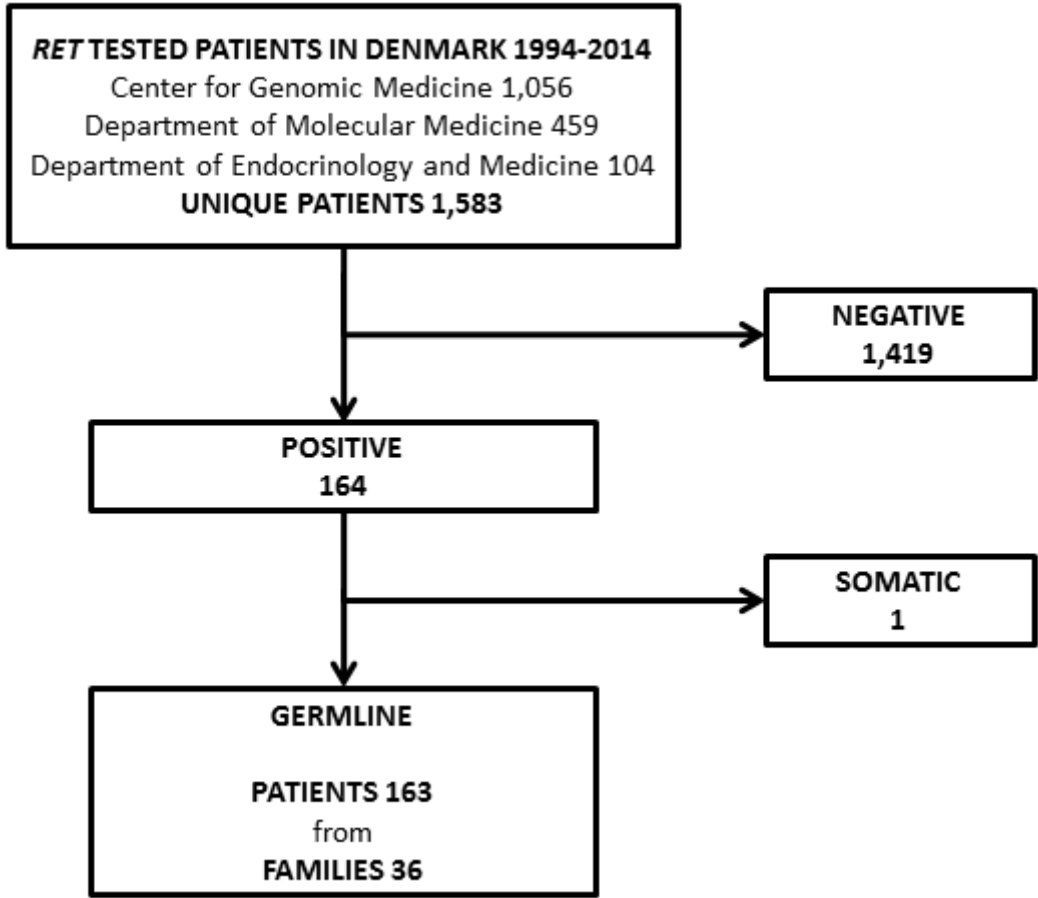 RET TESTED PATIENTS IN DENMARK 1994-2014
Center for Genomic Medicine 1,056
Department of Molecular Medicine 459
Department of Endocrinology and Medicine 104
UNIQUE PATIENTS 1,583
NEGATIVE
1,419
POSITIVE
164
SOMATIC
1
GERMLINE
PATIENTS 163
from
FAMILIES 36